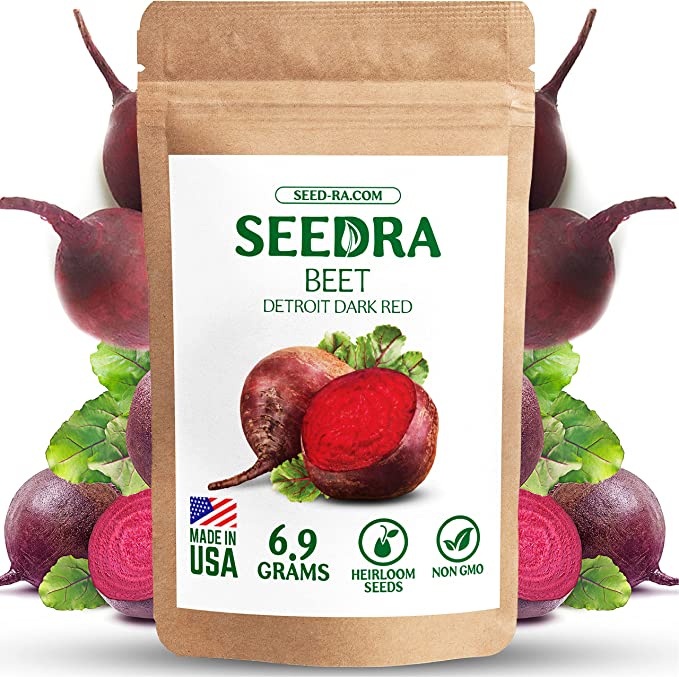 SEED-RA.COM
SEEDRA
BEET
DETROIT DARK RED
MADE IN
USA
6.9
GRAMS
HEIRLOOM
SEEDS
NON GMO